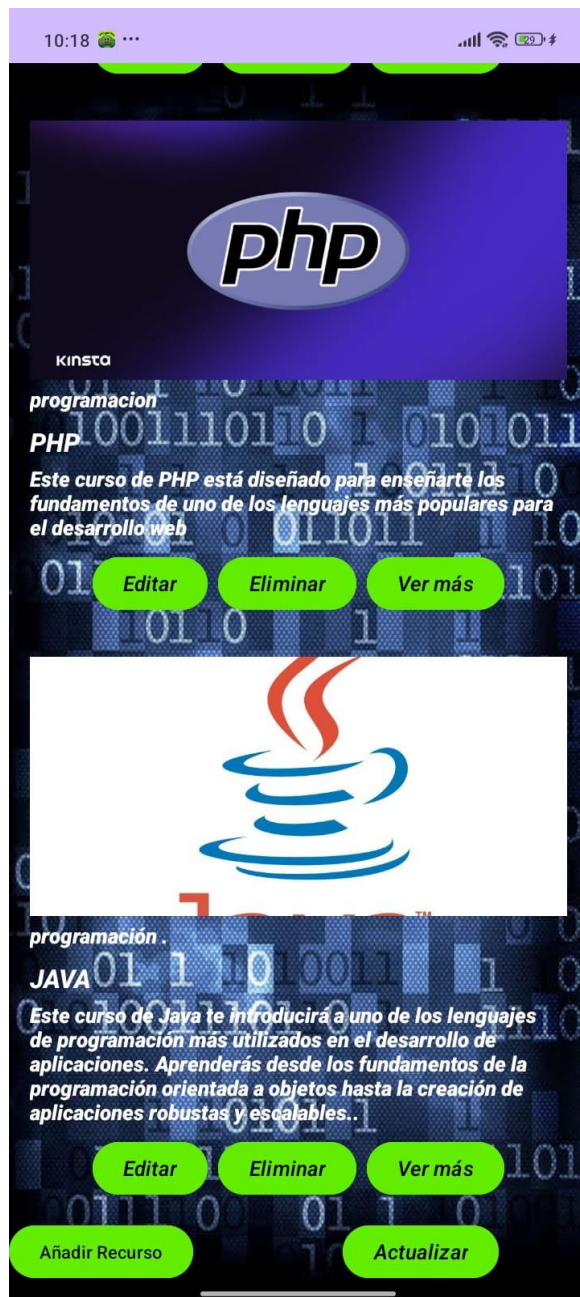 10:18
29
php
KINSTA
programacion
PHP
Este curso de PHP está diseñado para enseñarte los
fundamentos de uno de los lenguajes más populares para
el desarrollo web
Editar Eliminar Ver más
Java
TM
programación .
JAVA
Este curso de Java te introducirá a uno de los lenguajes
de programación más utilizados en el desarrollo de
aplicaciones. Aprenderás desde los fundamentos de la
programación orientada a objetos hasta la creación de
aplicaciones robustas y escalables..
Editar Eliminar Ver más
Añadir Recurso Actualizar